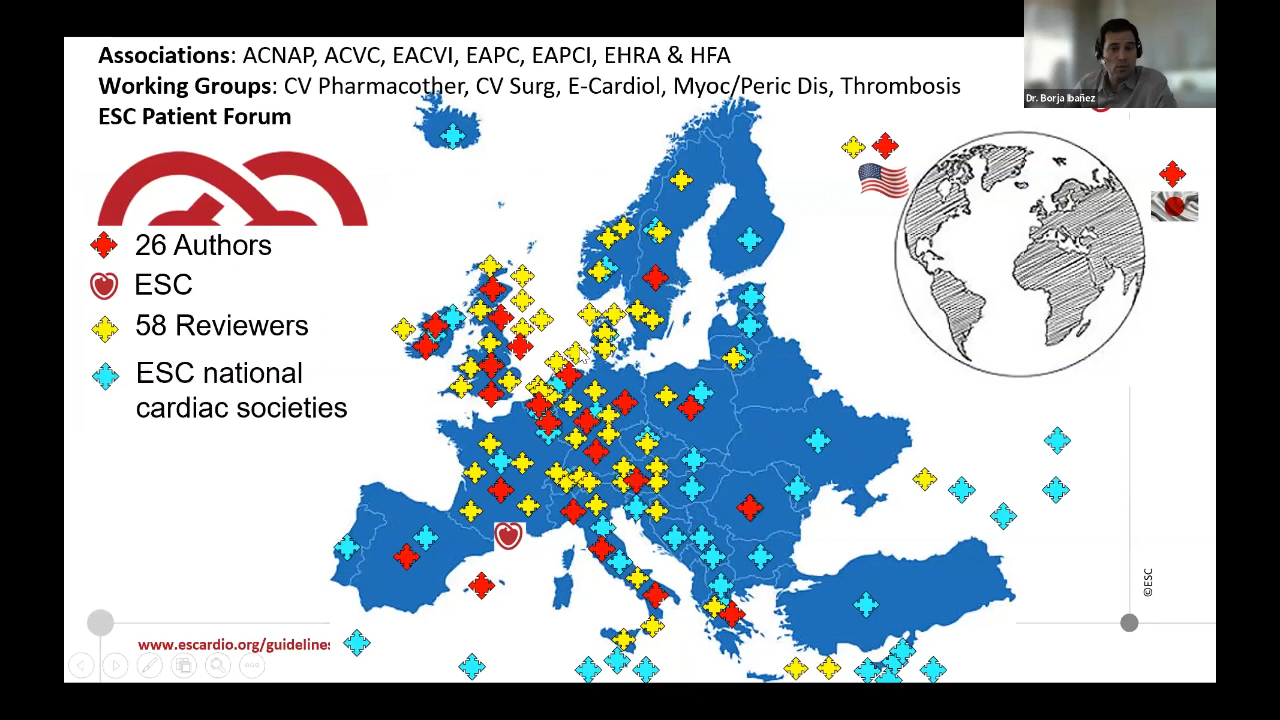 Associations: ACNAP, ACVC, EACVI, EAPC, EAPCI, EHRA & HFA
Working Groups: CV Pharmacother, CV Surg, E-Cardiol, Myoc/Peric Dis, Thrombosis
ESC Patient Forum
Dr. Borja Ibañez
26 Authors
ESC
58 Reviewers
ESC national
cardiac societies
©ESC
www.escardio.org/guidelines